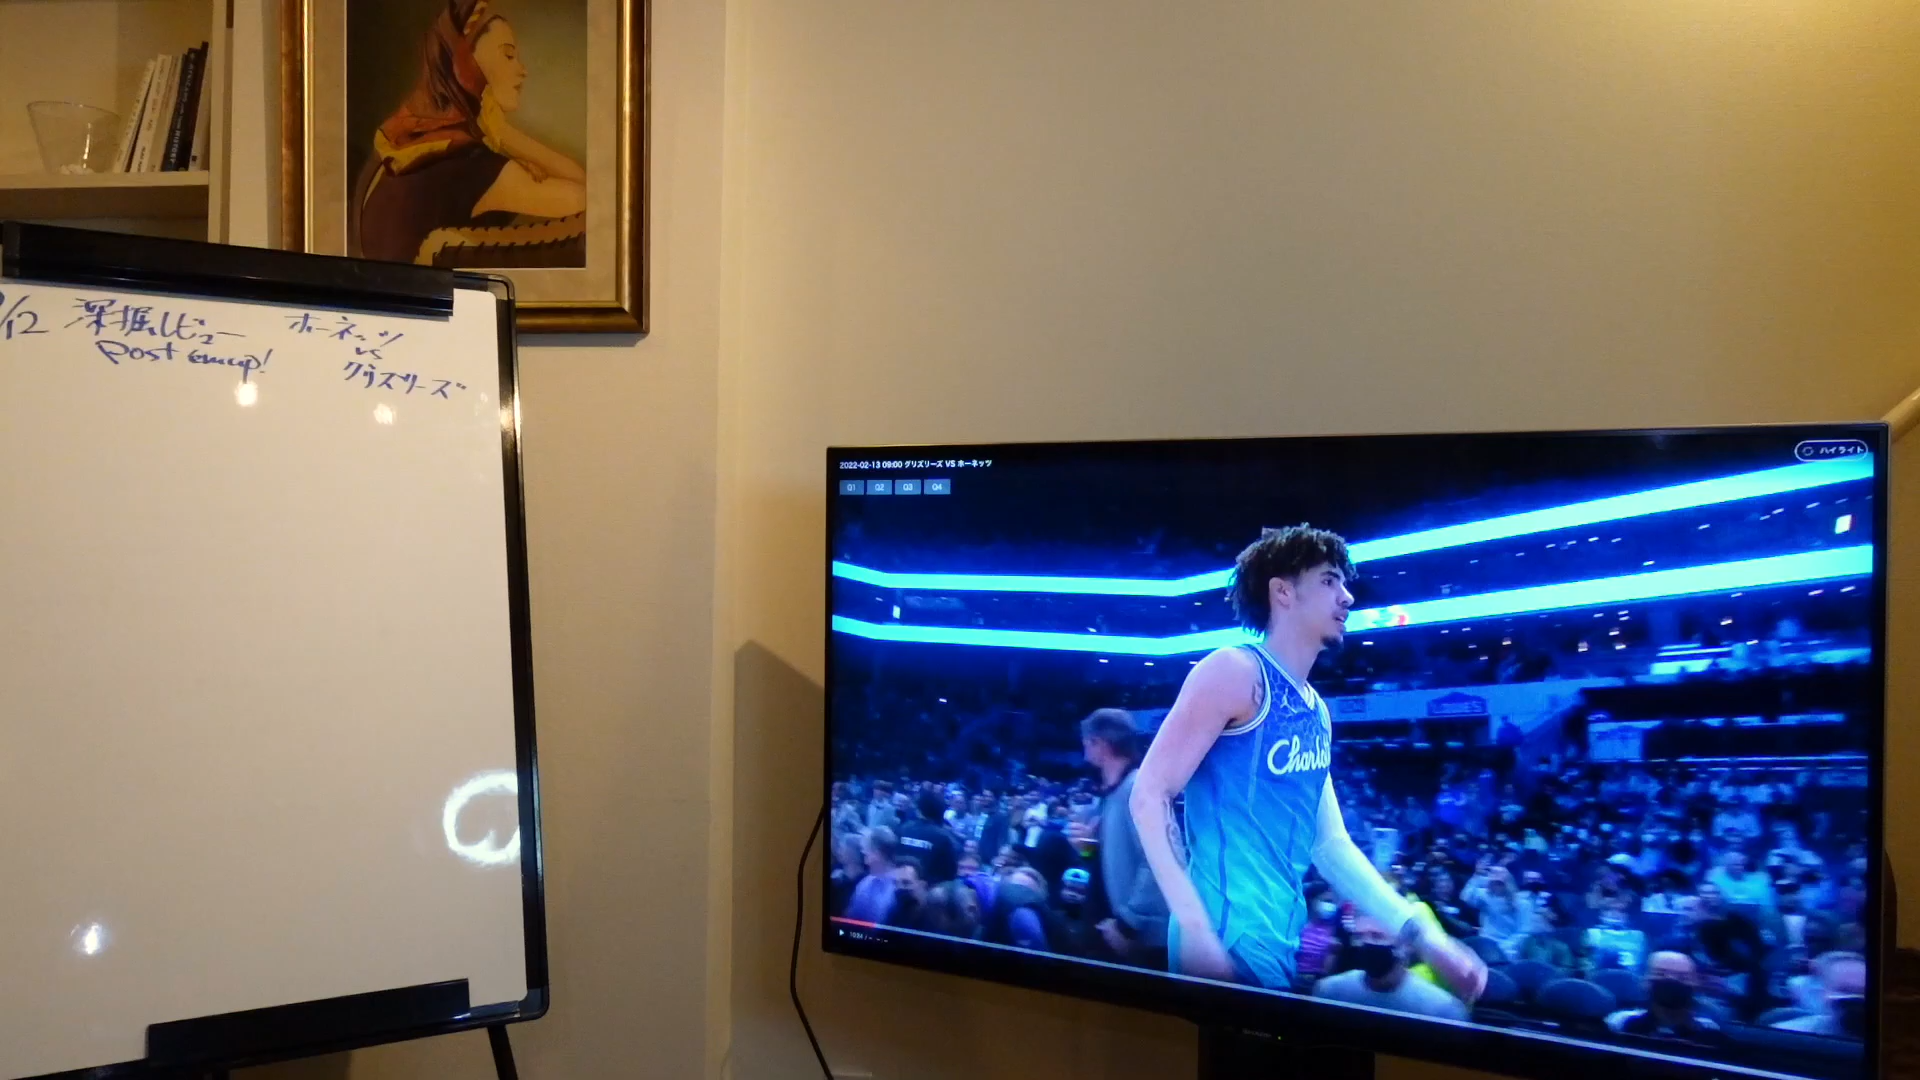 /12 深掘レビュー ホーネッツ
post emup! vs
グリズリーズ
2022-02-13 09:00 グリズリーズ VS ホーネッツ
ハイライト
Q1 Q2 Q3 Q4
LOWE'S
Charlot